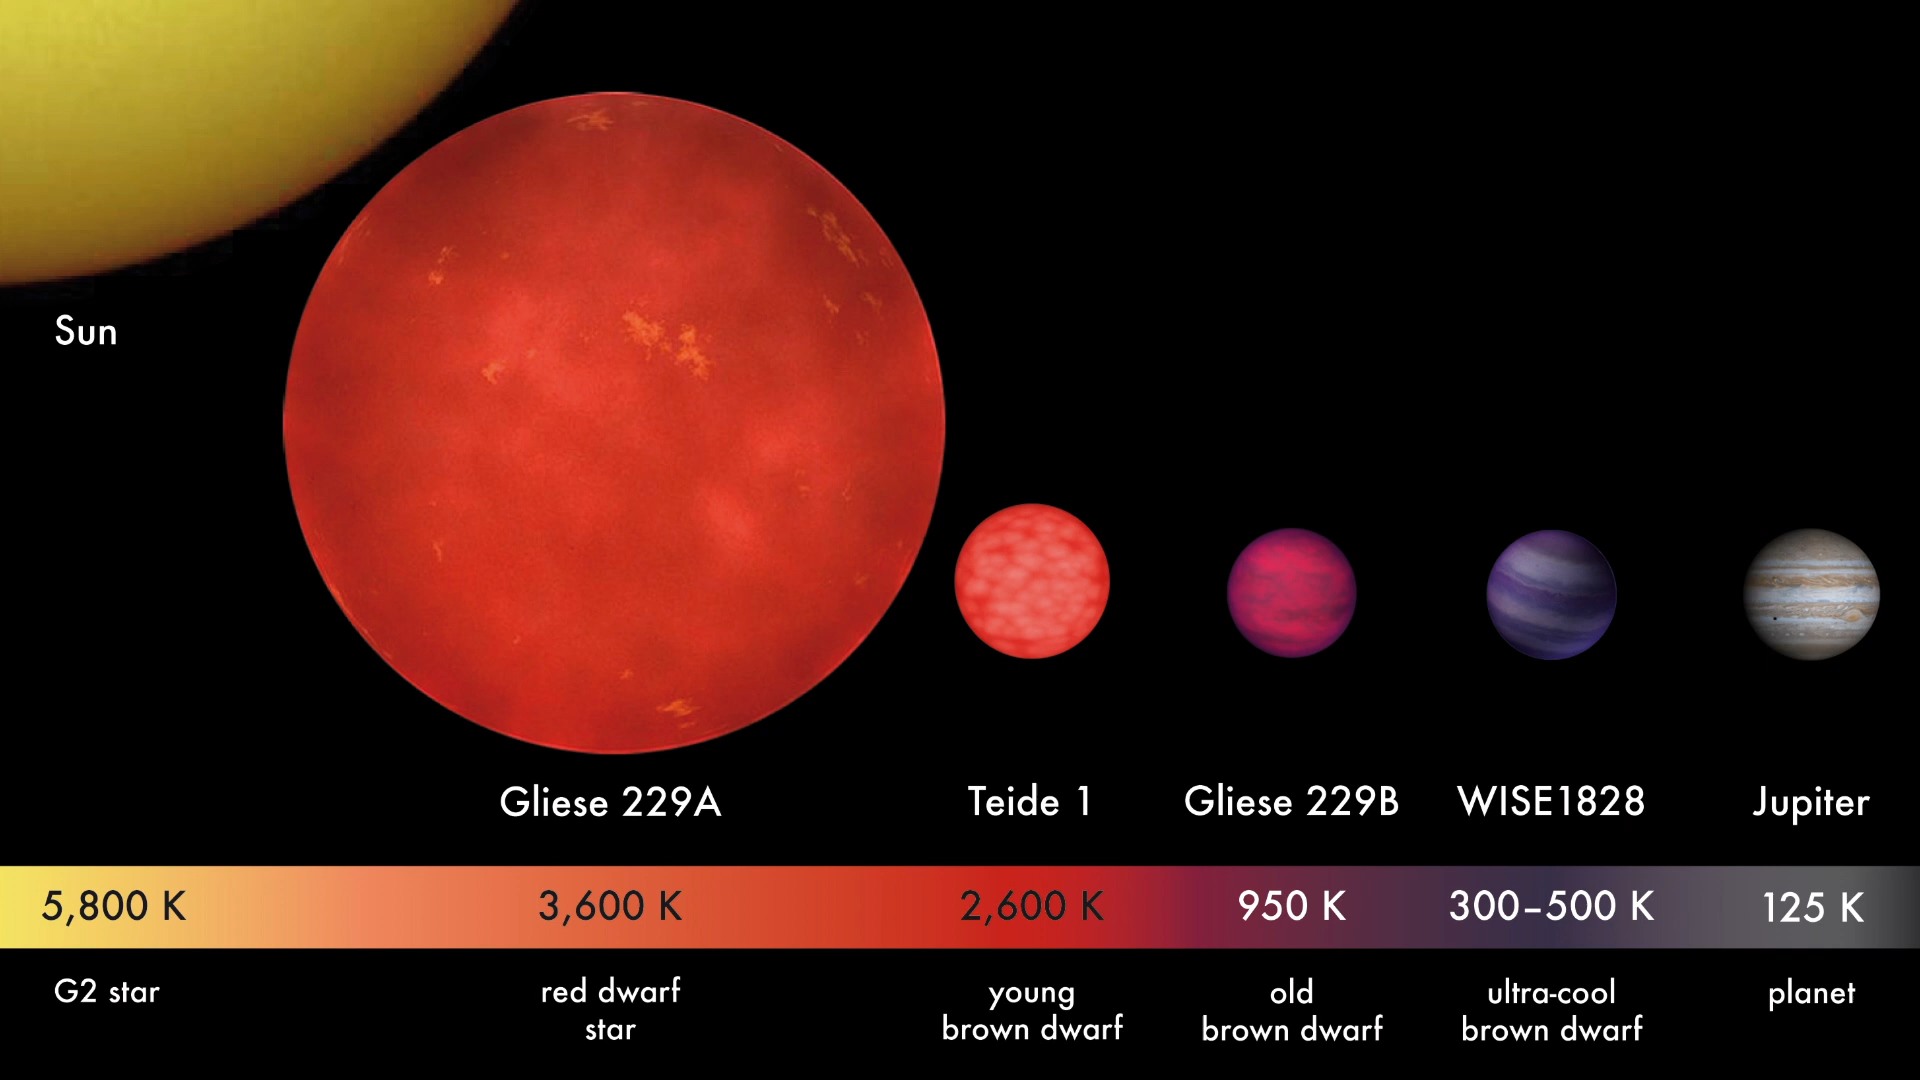 Sun
Gliese 229A
Teide 1
Gliese 229B
WISE1828
Jupiter
5,800 K
3,600 K
2,600 K
950 K
300–500 K
125 K
G2 star
red dwarf
star
young
brown dwarf
old
brown dwarf
ultra-cool
brown dwarf
planet